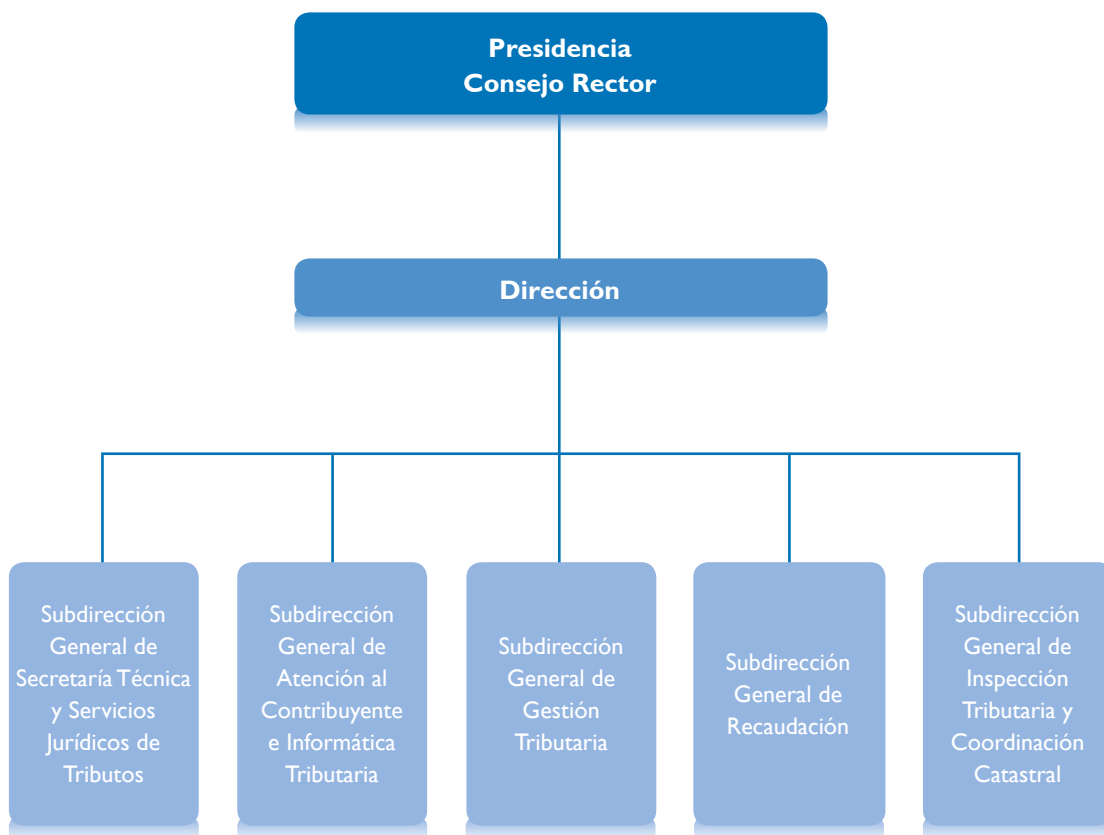 Presidencia
Consejo Rector
Dirección
Subdirección
General de
Secretaría Técnica
y Servicios
Jurídicos de
Tributos
Subdirección
General de
Atención al
Contribuyente
e Informática
Tributaria
Subdirección
General de
Gestión
Tributaria
Subdirección
General de
Recaudación
Subdirección
General de
Inspección
Tributaria y
Coordinación
Catastral